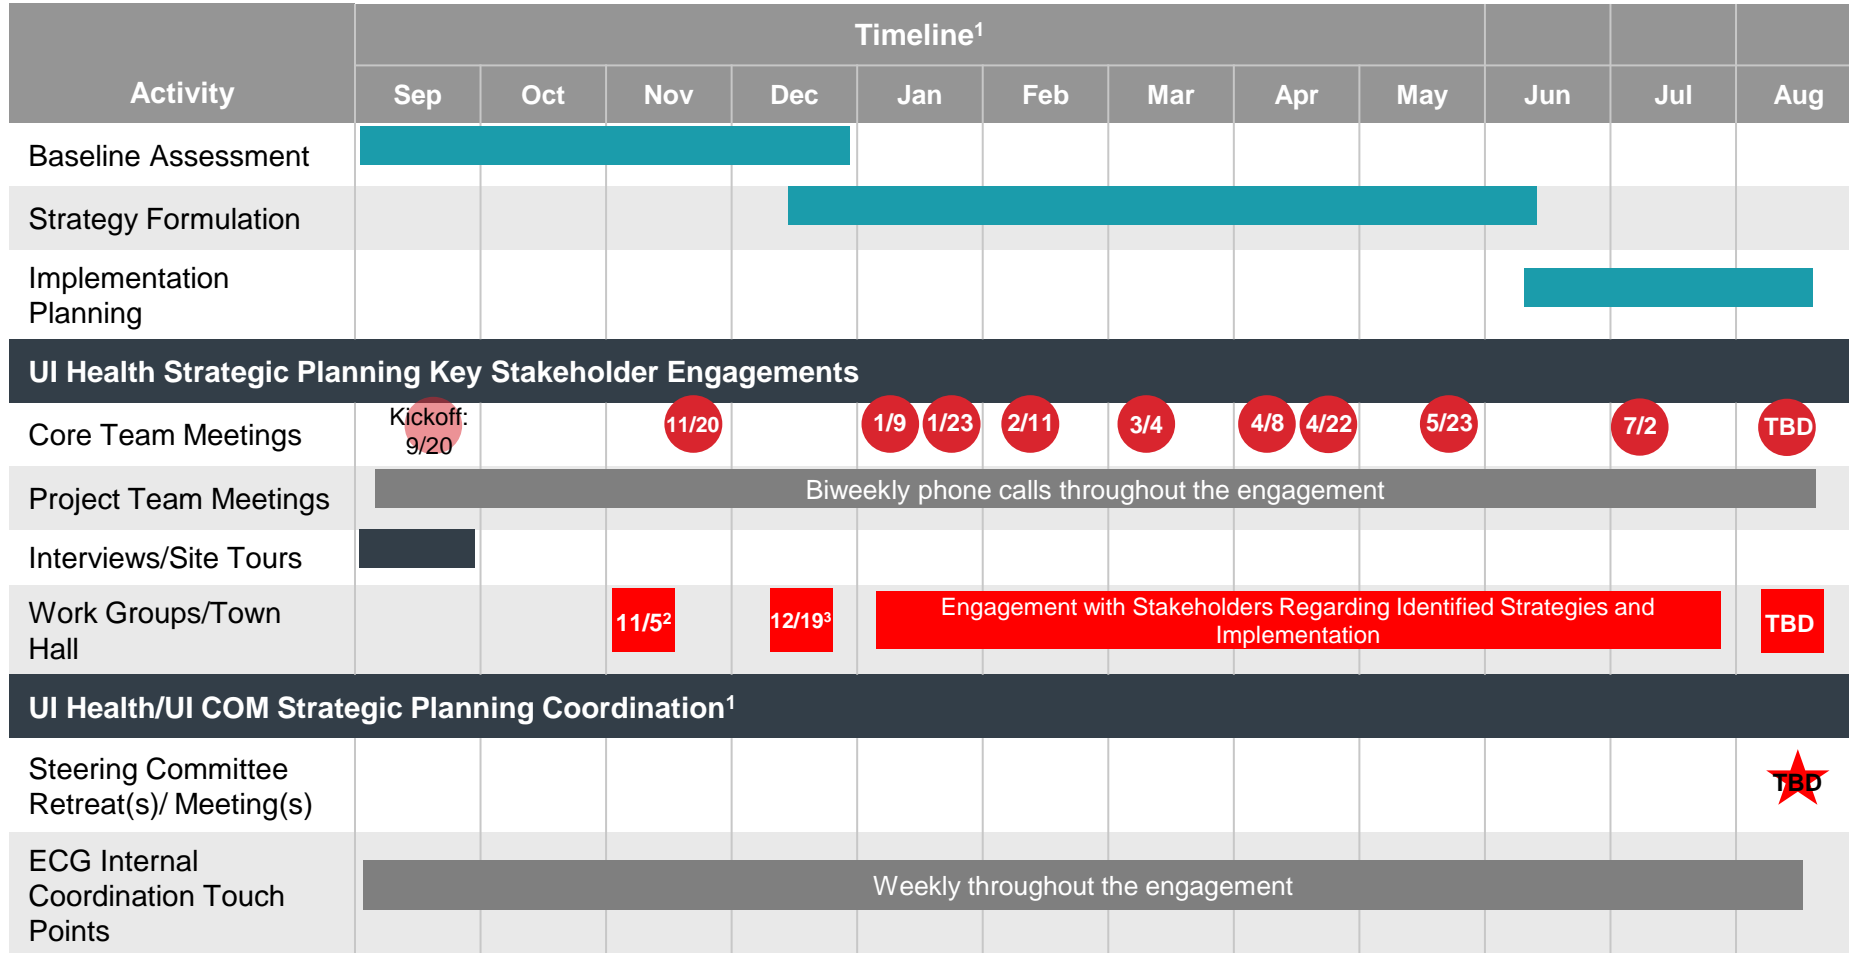 Timeline¹
Activity Sep Oct Nov Dec Jan Feb Mar Apr May Jun Jul Aug
Baseline Assessment
Strategy Formulation
Implementation
Planning
UI Health Strategic Planning Key Stakeholder Engagements
Core Team Meetings
Kickoff:
9/20
11/20 1/9 1/23 2/11 3/4 4/8 4/22 5/23 7/2 TBD
Project Team Meetings
Biweekly phone calls throughout the engagement
Interviews/Site Tours
Work Groups/Town
Hall
11/5² 12/19³
Engagement with Stakeholders Regarding Identified Strategies and
Implementation
TBD
UI Health/UI COM Strategic Planning Coordination¹
Steering Committee
Retreat(s)/ Meeting(s)
TBD
ECG Internal
Coordination Touch
Points
Weekly throughout the engagement